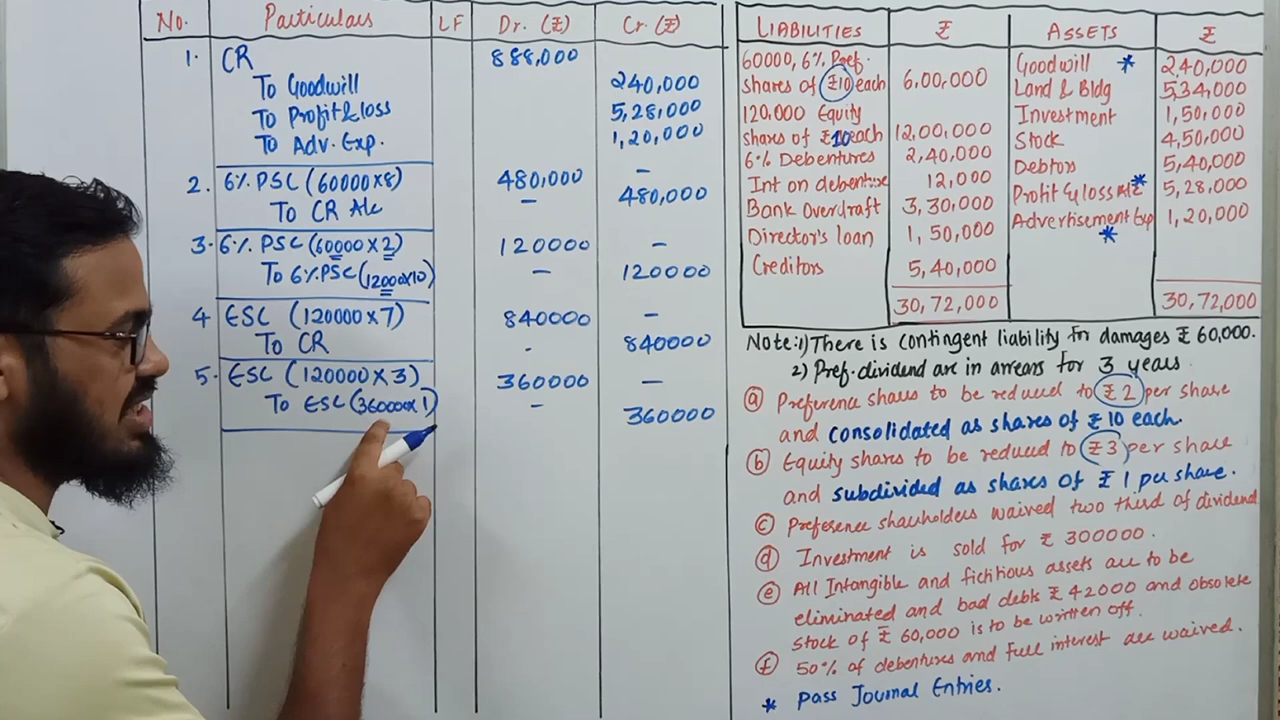 No. Particulars LF Dr. (₹) Cr. (₹)
1. CR 888,000
To Goodwill 240,000
To Profit & loss 5,28,000
To Adv. Exp. 1,20,000
2. 6% PSC (60000x8) 480,000 -
To CR A/c - 480,000
3. 6% PSC (60000x2) 120000 -
To 6% PSC (12000x10) - 120000
4 ESC (120000x7) 840000 -
To CR - 840000
5. ESC (120000x3) 360000 -
To ESC (360000x1) - 360000
LIABILITIES ₹ ASSETS ₹
60000, 6% Pref.
shares of ₹10 each 6,00,000
120,000 Equity
shares of ₹10 each 12,00,000
6% Debentures 2,40,000
Int on debenture 12,000
Bank Overdraft 3,30,000
Director's loan 1,50,000
Creditors 5,40,000
30,72,000
Goodwill * 2,40,000
Land & Bldg 5,34,000
Investment 1,50,000
Stock 4,50,000
Debtors 5,40,000
Profit & loss A/c * 5,28,000
Advertisement Exp 1,20,000
*
30,72,000
Note: 1) There is contingent liability for damages ₹ 60,000.
2) Pref. dividend are in arrears for 3 years.
(a) Preference shares to be reduced to ₹ 2 per share
and consolidated as shares of ₹ 10 each.
(b) Equity shares to be reduced to ₹ 3 per share
and subdivided as shares of ₹ 1 per share.
(c) Preference shareholders waived two third of dividend
(d) Investment is sold for ₹ 300000.
(e) All Intangible and fictitious assets are to be
eliminated and bad debts ₹ 42000 and obsolete
stock of ₹ 60,000 is to be written off.
(f) 50% of debentures and full interest are waived.
* Pass Journal Entries.